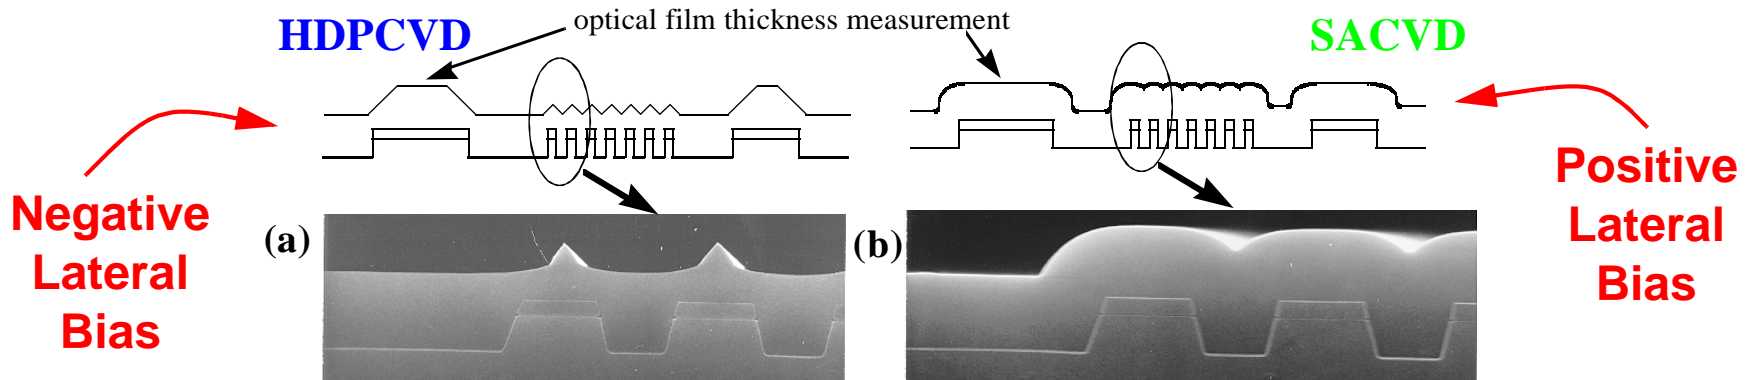 HDPCVD
optical film thickness measurement
SACVD
Negative
Lateral
Bias
(a)
(b)
Positive
Lateral
Bias